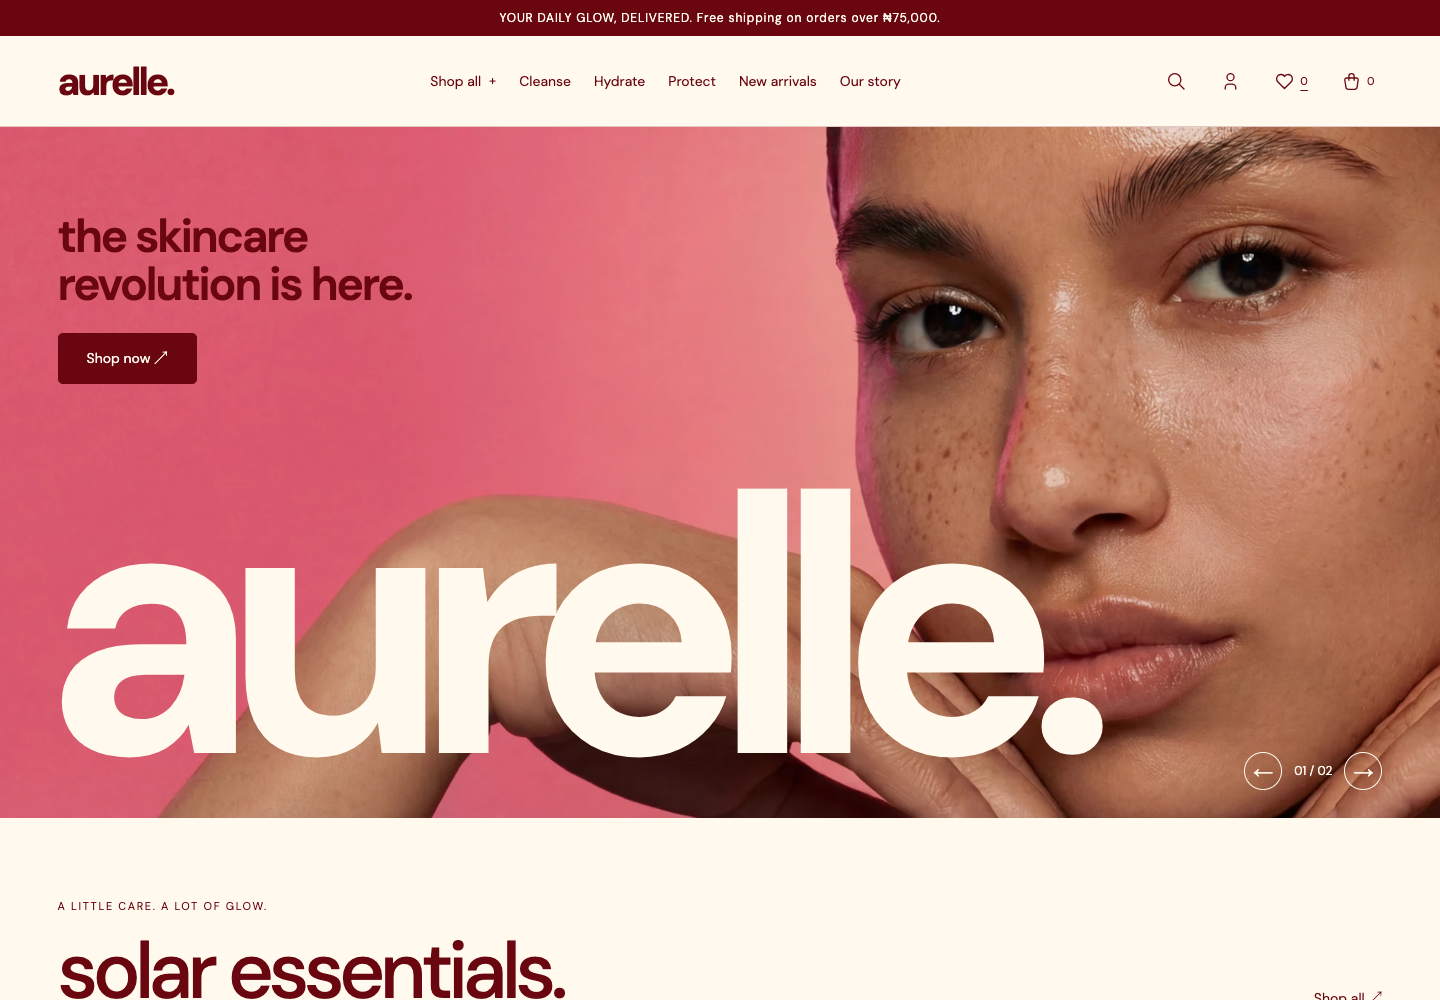 YOUR DAILY GLOW, DELIVERED. Free shipping on orders over ₦75,000.
aurelle.
Shop all +
Cleanse
Hydrate
Protect
New arrivals
Our story
0
0
the skincare
revolution is here.
Shop now ↗
aurelle.
← 01 / 02 →
A LITTLE CARE. A LOT OF GLOW.
solar essentials.
Shop all ↗